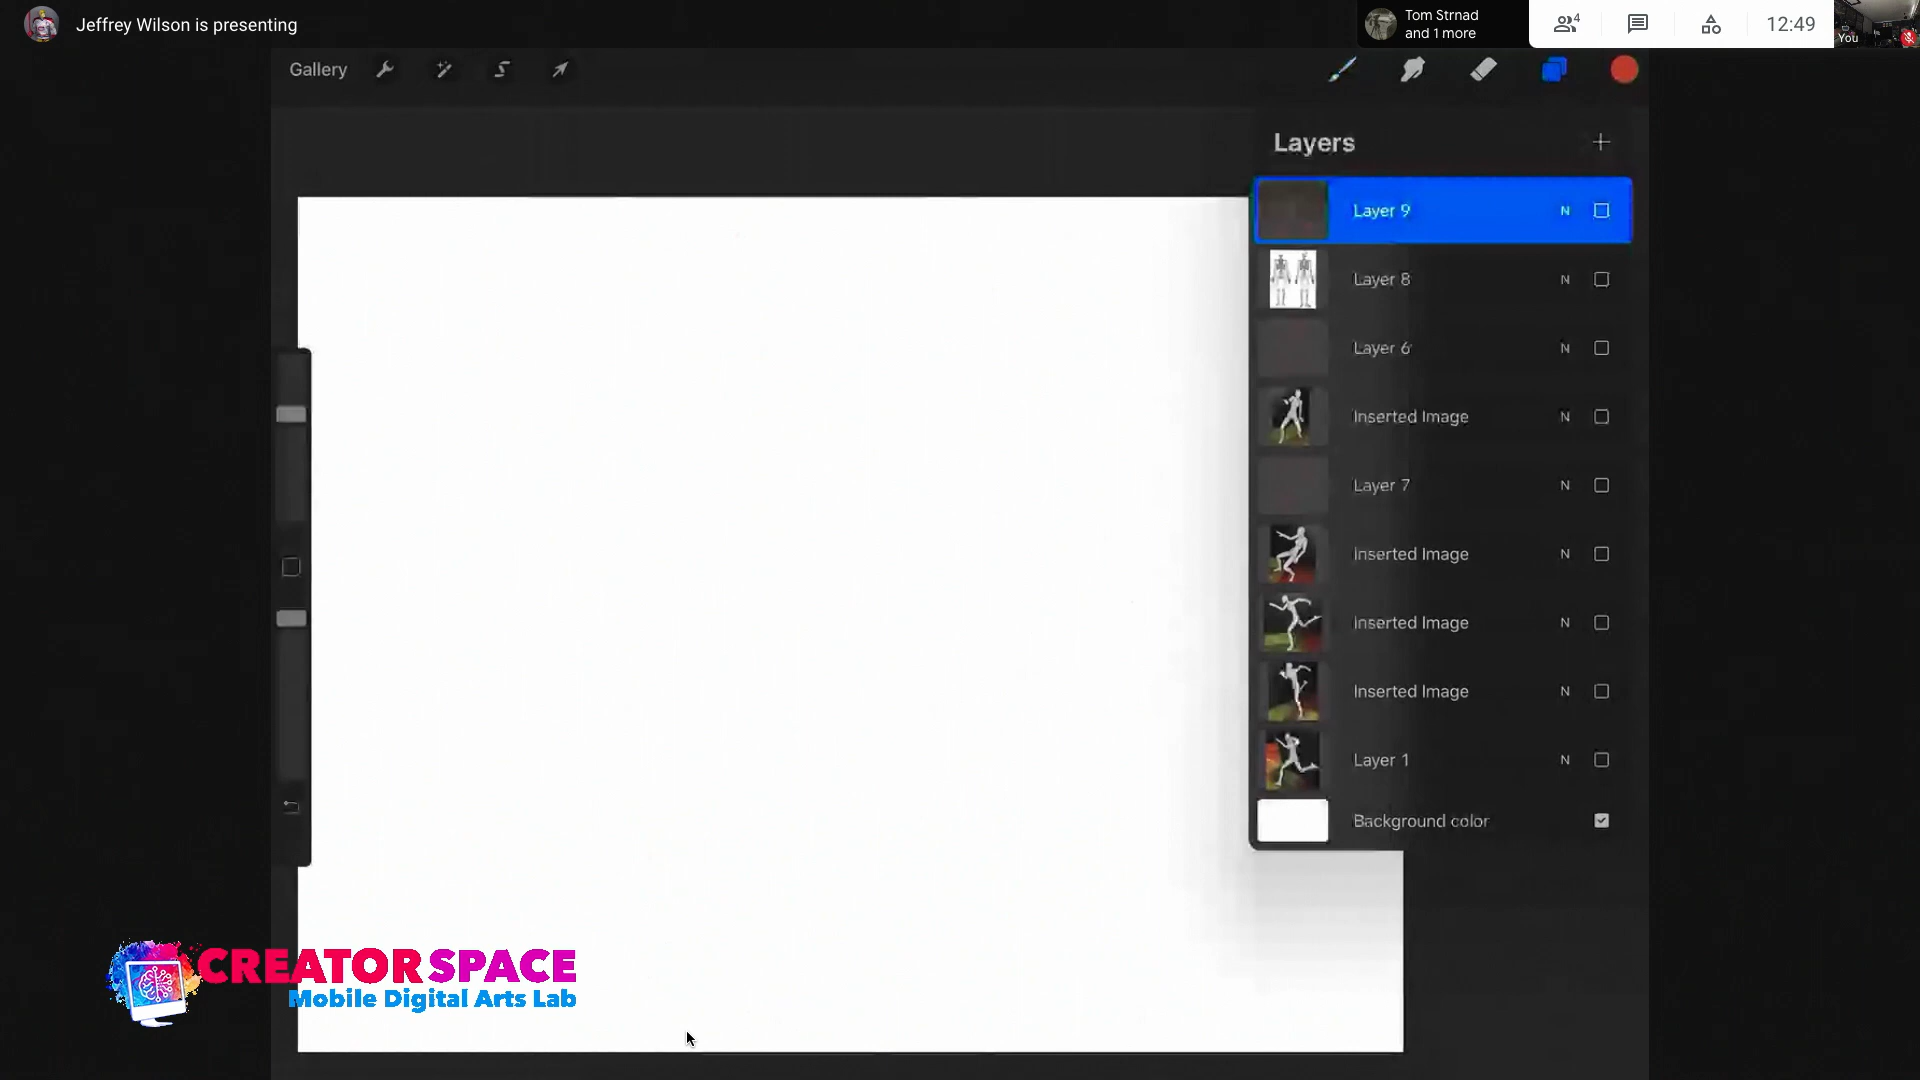 Jeffrey Wilson is presenting
Tom Strnad
and 1 more
4
12:49
You
Gallery
Layers
Layer 9 N
Layer 8 N
Layer 6 N
Inserted Image N
Layer 7 N
Inserted Image N
Inserted Image N
Inserted Image N
Layer 1 N
Background color
CREATOR SPACE
Mobile Digital Arts Lab